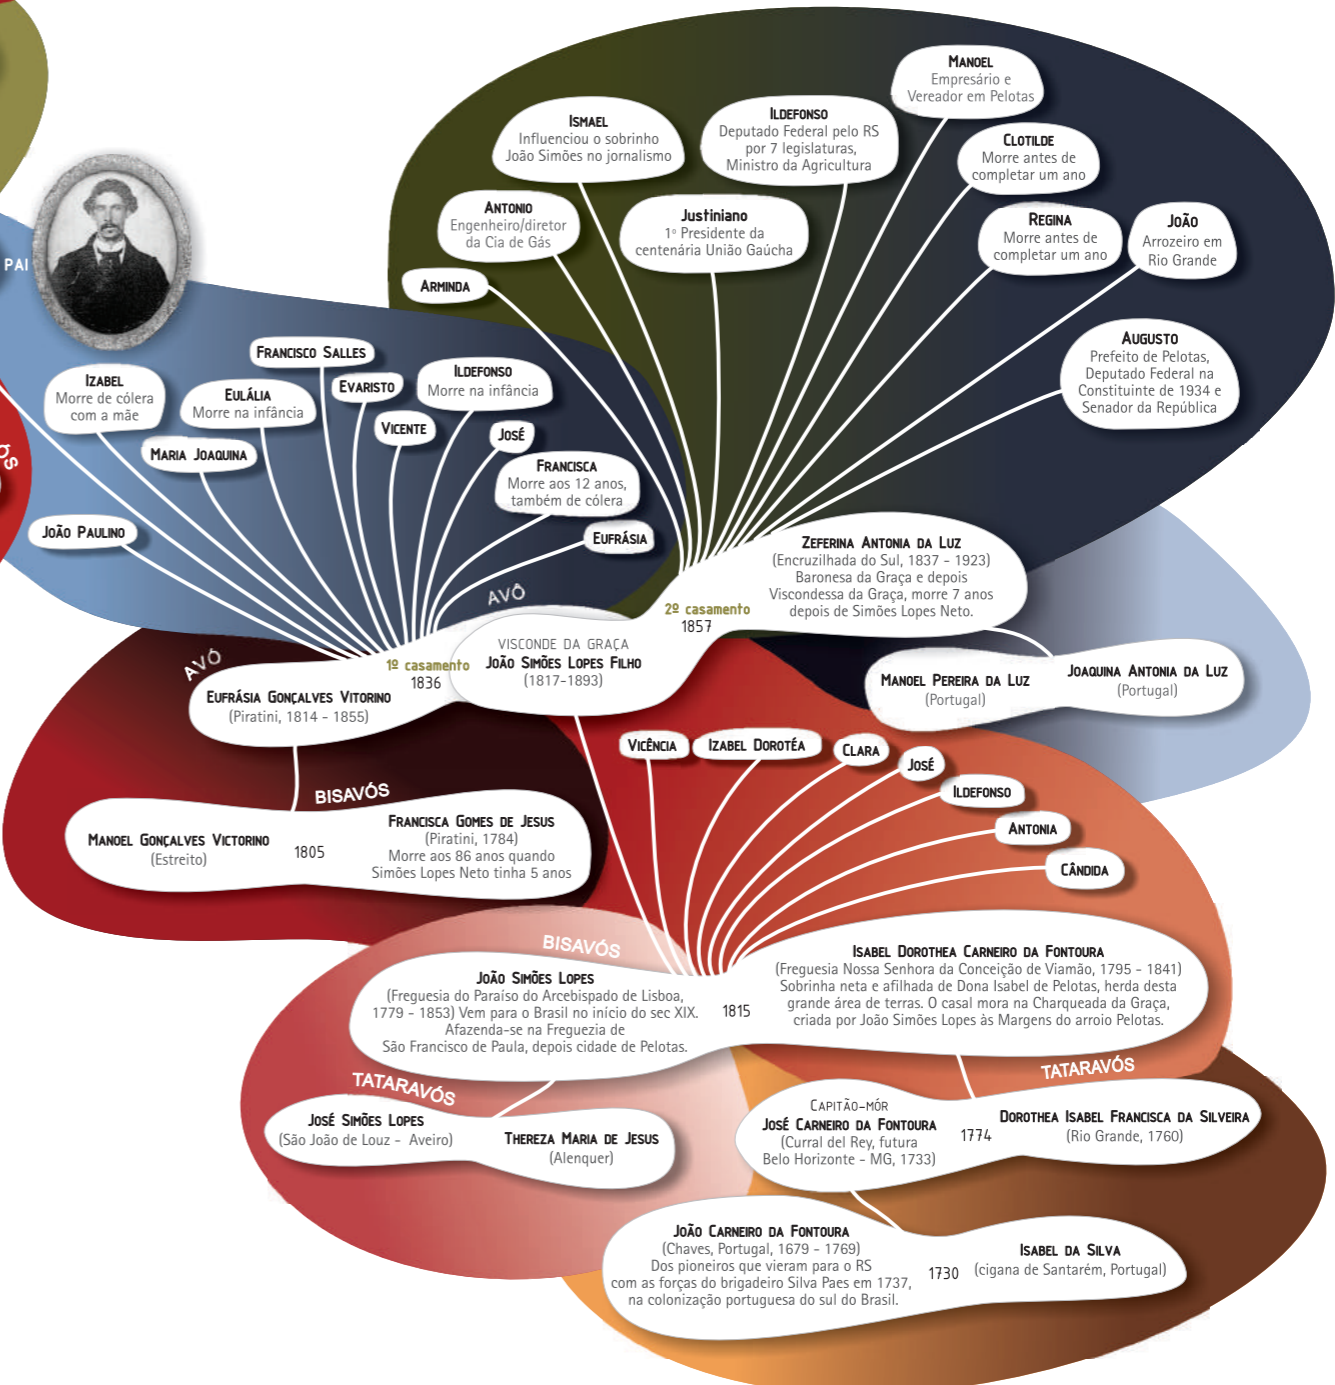 MANOEL
Empresário e
Vereador em Pelotas
ISMAEL
Influenciou o sobrinho
João Simões no jornalismo
ILDEFONSO
Deputado Federal pelo RS
por 7 legislaturas,
Ministro da Agricultura
CLOTILDE
Morre antes de
completar um ano
ANTONIO
Engenheiro/diretor
da Cia de Gás
Justiniano
1º Presidente da
centenária União Gaúcha
REGINA
Morre antes de
completar um ano
JOÃO
Arrozeiro em
Rio Grande
PAI
ARMINDA
AUGUSTO
Prefeito de Pelotas,
Deputado Federal na
Constituinte de 1934 e
Senador da República
FRANCISCO SALLES
IZABEL
Morre de cólera
com a mãe
EULÁLIA
Morre na infância
EVARISTO
ILDEFONSO
Morre na infância
VICENTE
JOSÉ
MARIA JOAQUINA
FRANCISCA
Morre aos 12 anos,
também de cólera
JOÃO PAULINO
EUFRÁSIA
ÓS
ZEFERINA ANTONIA DA LUZ
(Encruzilhada do Sul, 1837 - 1923)
Baronesa da Graça e depois
Viscondessa da Graça, morre 7 anos
depois de Simões Lopes Neto.
AVÔ
2º casamento
1857
VISCONDE DA GRAÇA
JOÃO SIMÕES LOPES FILHO
(1817-1893)
AVÓ
1º casamento
1836
EUFRÁSIA GONÇALVES VITORINO
(Piratini, 1814 - 1855)
MANOEL PEREIRA DA LUZ
(Portugal)
JOAQUINA ANTONIA DA LUZ
(Portugal)
VICÊNCIA
IZABEL DOROTÉA
CLARA
JOSÉ
ILDEFONSO
ANTONIA
CÂNDIDA
BISAVÓS
MANOEL GONÇALVES VICTORINO
(Estreito)
1805
FRANCISCA GOMES DE JESUS
(Piratini, 1784)
Morre aos 86 anos quando
Simões Lopes Neto tinha 5 anos
BISAVÓS
JOÃO SIMÕES LOPES
(Freguesia do Paraíso do Arcebispado de Lisboa,
1779 - 1853) Vem para o Brasil no início do sec XIX.
Afazenda-se na Freguezia de
São Francisco de Paula, depois cidade de Pelotas.
1815
ISABEL DOROTHEA CARNEIRO DA FONTOURA
(Freguesia Nossa Senhora da Conceição de Viamão, 1795 - 1841)
Sobrinha neta e afilhada de Dona Isabel de Pelotas, herda desta
grande área de terras. O casal mora na Charqueada da Graça,
criada por João Simões Lopes às Margens do arroio Pelotas.
TATARAVÓS
JOSÉ SIMÕES LOPES
(São João de Louz - Aveiro)
THEREZA MARIA DE JESUS
(Alenquer)
TATARAVÓS
CAPITÃO-MÓR
JOSÉ CARNEIRO DA FONTOURA
(Curral del Rey, futura
Belo Horizonte - MG, 1733)
1774
DOROTHEA ISABEL FRANCISCA DA SILVEIRA
(Rio Grande, 1760)
JOÃO CARNEIRO DA FONTOURA
(Chaves, Portugal, 1679 - 1769)
Dos pioneiros que vieram para o RS
com as forças do brigadeiro Silva Paes em 1737,
na colonização portuguesa do sul do Brasil.
1730
ISABEL DA SILVA
(cigana de Santarém, Portugal)